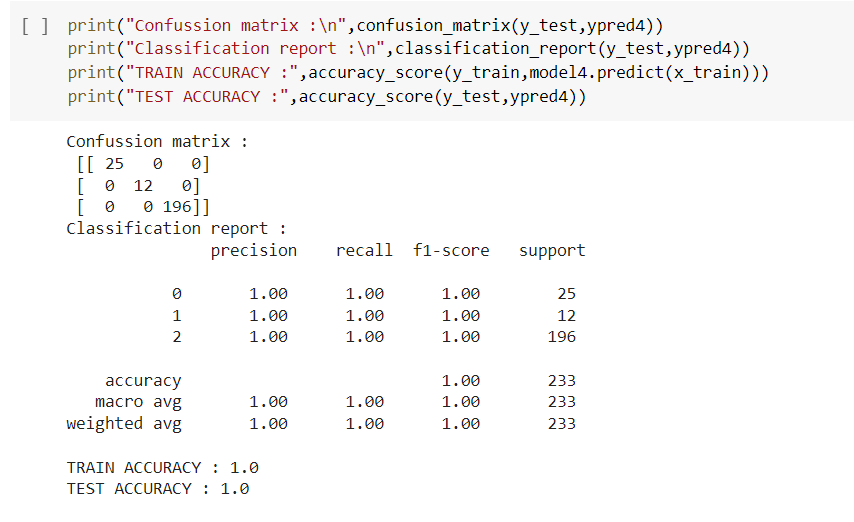 [ ] print("Confussion matrix :\n",confusion_matrix(y_test,ypred4))
print("Classification report :\n",classification_report(y_test,ypred4))
print("TRAIN ACCURACY :",accuracy_score(y_train,model4.predict(x_train)))
print("TEST ACCURACY :",accuracy_score(y_test,ypred4))
Confussion matrix :
[[ 25 0 0]
[ 0 12 0]
[ 0 0 196]]
Classification report :
precision recall f1-score support
0 1.00 1.00 1.00 25
1 1.00 1.00 1.00 12
2 1.00 1.00 1.00 196
accuracy 1.00 233
macro avg 1.00 1.00 1.00 233
weighted avg 1.00 1.00 1.00 233
TRAIN ACCURACY : 1.0
TEST ACCURACY : 1.0